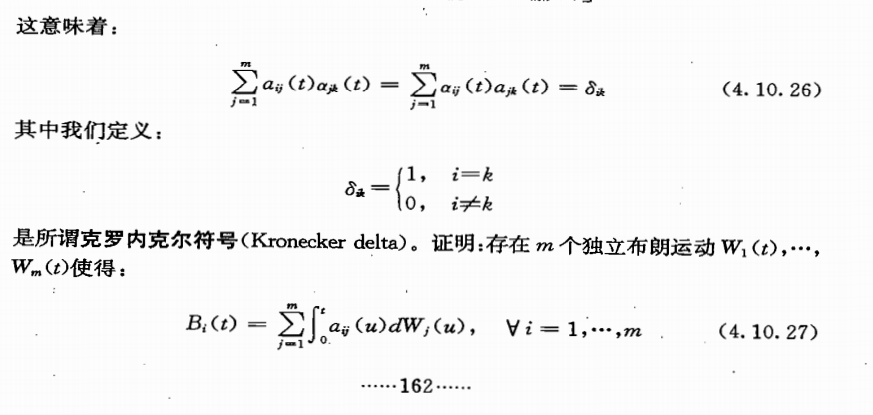 这意味着：
$$\sum_{j=1}^{m} a_{ij}(t)\alpha_{jk}(t) = \sum_{j=1}^{m} \alpha_{ij}(t)a_{jk}(t) = \delta_{ik} \quad (4.10.26)$$
其中我们定义：
$$\delta_{ik} = \begin{cases} 1, & i=k \\ 0, & i \neq k \end{cases}$$
是所谓克罗内克尔符号(Kronecker delta)。证明：存在 m 个独立布朗运动 W_1(t),…,
W_m(t)使得：
$$B_i(t) = \sum_{j=1}^{m} \int_0^t a_{ij}(u)dW_j(u), \quad \forall i = 1, \cdots, m \quad (4.10.27)$$
……162……